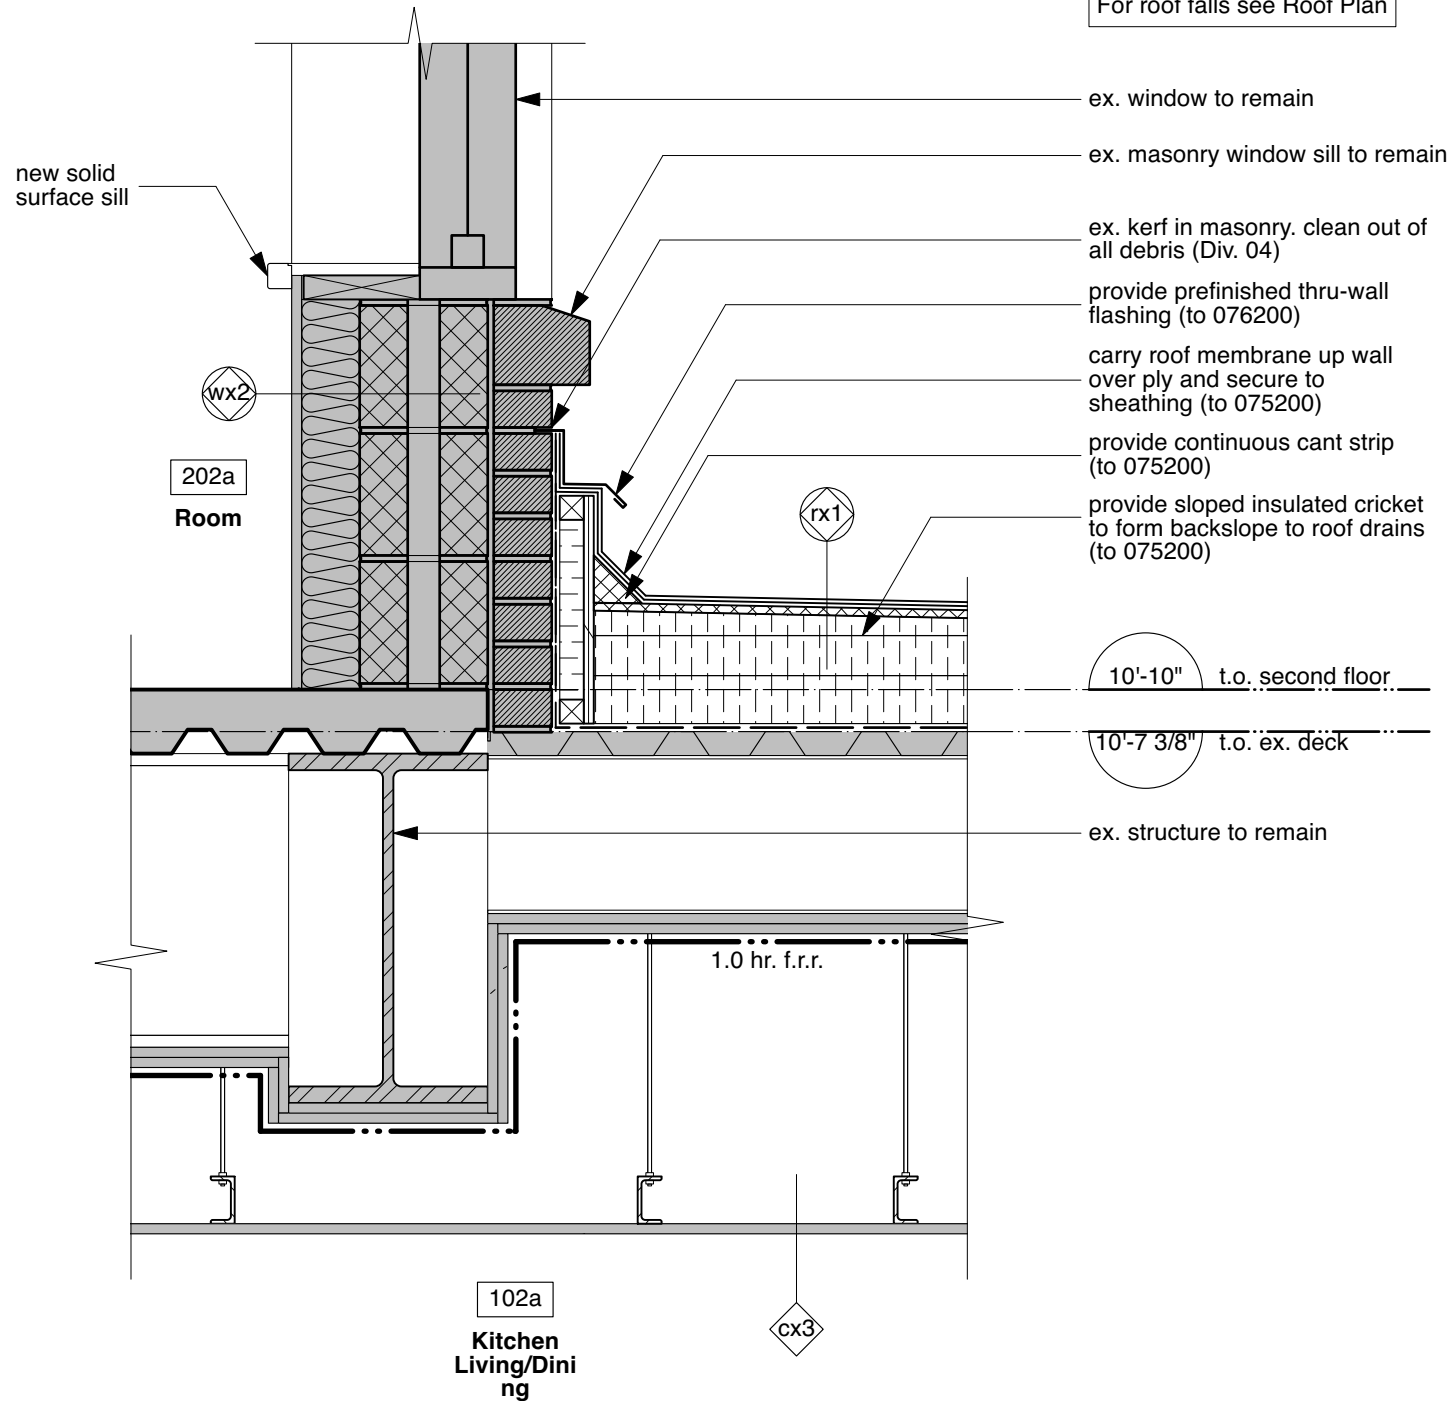 For roof falls see Roof Plan
ex. window to remain
ex. masonry window sill to remain
new solid
surface sill
ex. kerf in masonry. clean out of
all debris (Div. 04)
provide prefinished thru-wall
flashing (to 076200)
carry roof membrane up wall
over ply and secure to
sheathing (to 075200)
wx2
provide continuous cant strip
(to 075200)
202a
Room
rx1
provide sloped insulated cricket
to form backslope to roof drains
(to 075200)
10'-10" t.o. second floor
10'-7 3/8" t.o. ex. deck
ex. structure to remain
1.0 hr. f.r.r.
102a
Kitchen
Living/Dini
ng
cx3